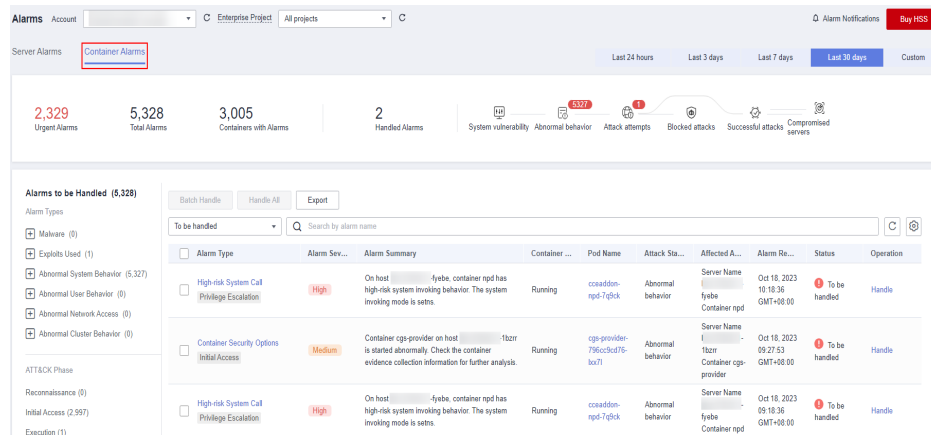 Alarms Account Enterprise Project All projects Alarm Notifications Buy HSS
Server Alarms Container Alarms Last 24 hours Last 3 days Last 7 days Last 30 days Custom
2,329 5,328 3,005 2 5327 1
Urgent Alarms Total Alarms Containers with Alarms Handled Alarms System vulnerability Abnormal behavior Attack attempts Blocked attacks Successful attacks Compromised
servers
Alarms to be Handled (5,328)
Alarm Types
Malware (0)
Exploits Used (1)
Abnormal System Behavior (5,327)
Abnormal User Behavior (0)
Abnormal Network Access (0)
Abnormal Cluster Behavior (0)
ATT&CK Phase
Reconnaissance (0)
Initial Access (2,997)
Execution (1)
Batch Handle Handle All Export
To be handled Search by alarm name
Alarm Type Alarm Sev... Alarm Summary Container ... Pod Name Attack Sta... Affected A... Alarm Re... Status Operation
High-risk System Call
Privilege Escalation
High
On host -fyebe, container npd has
high-risk system invoking behavior. The system
invoking mode is setns.
Running
cceaddon-
npd-7q9ck
Abnormal
behavior
Server Name
-
fyebe
Container npd
Oct 18, 2023
10:18:36
GMT+08:00
To be
handled
Handle
Container Security Options
Initial Access
Medium
Container cgs-provider on host -1bzrr
is started abnormally. Check the container
evidence collection information for further analysis.
Running
cgs-provider-
796cc9cd76-
lxx7l
Abnormal
behavior
Server Name
-
1bzrr
Container cgs-
provider
Oct 18, 2023
09:27:53
GMT+08:00
To be
handled
Handle
High-risk System Call
Privilege Escalation
High
On host -fyebe, container npd has
high-risk system invoking behavior. The system
invoking mode is setns.
Running
cceaddon-
npd-7q9ck
Abnormal
behavior
Server Name
-
fyebe
Container npd
Oct 18, 2023
09:18:36
GMT+08:00
To be
handled
Handle